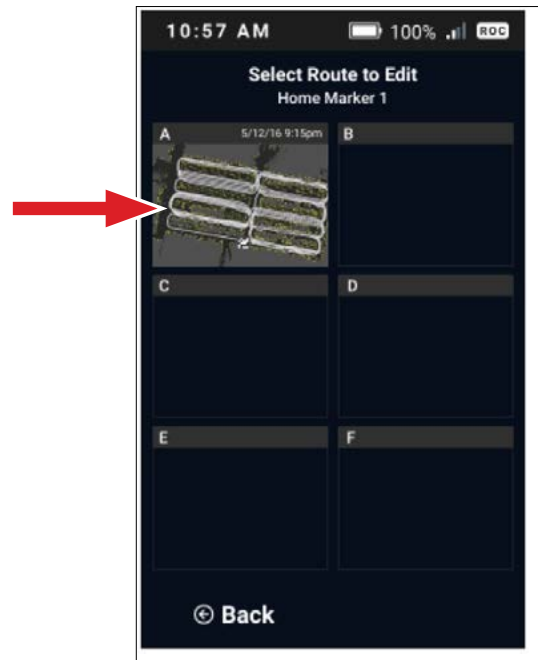 10:57 AM 100% ROC
Select Route to Edit
Home Marker 1
A 5/12/16 9:15pm B
C D
E F
Back